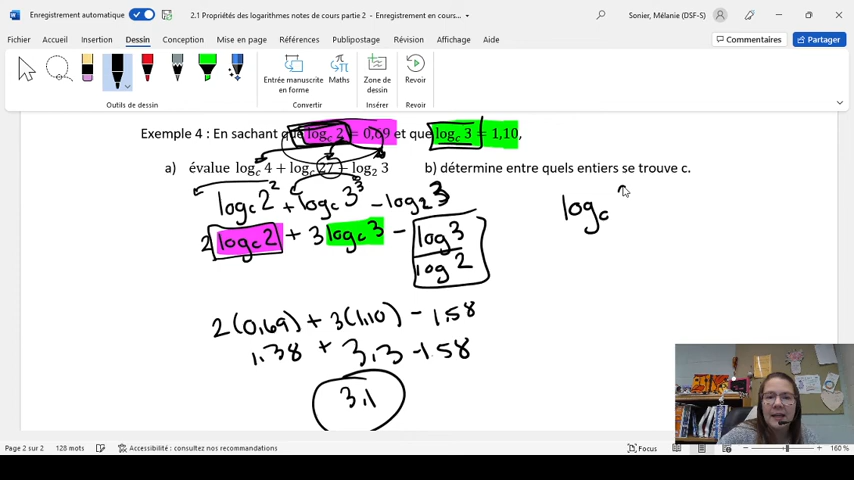 Enregistrement automatique
2.1 Propriétés des logarithmes notes de cours partie 2 - Enregistrement en cours...
Sonier, Mélanie (DSF-S)
Fichier Accueil Insertion Dessin Conception Mise en page Références Publipostage Révision Affichage Aide
Commentaires Partager
Entrée manuscrite en forme
Maths
Zone de dessin
Revoir
Revoir
Outils de dessin Convertir Insérer
Exemple 4 : En sachant que log_c 2 = 0,69 et que log_c 3 = 1,10,
a) évalue log_c 4 + log_c 27 − log_2 3
b) détermine entre quels entiers se trouve c.
log_c 2² + log_c 3³ − log_2 3
log_c
2 log_c 2 + 3 log_c 3 − log 3 / log 2
2(0,69) + 3(1,10) − 1,58
1,38 + 3,3 − 1,58
3,1
Page 2 sur 2 128 mots Accessibilité : consultez nos recommandations Focus 160 %